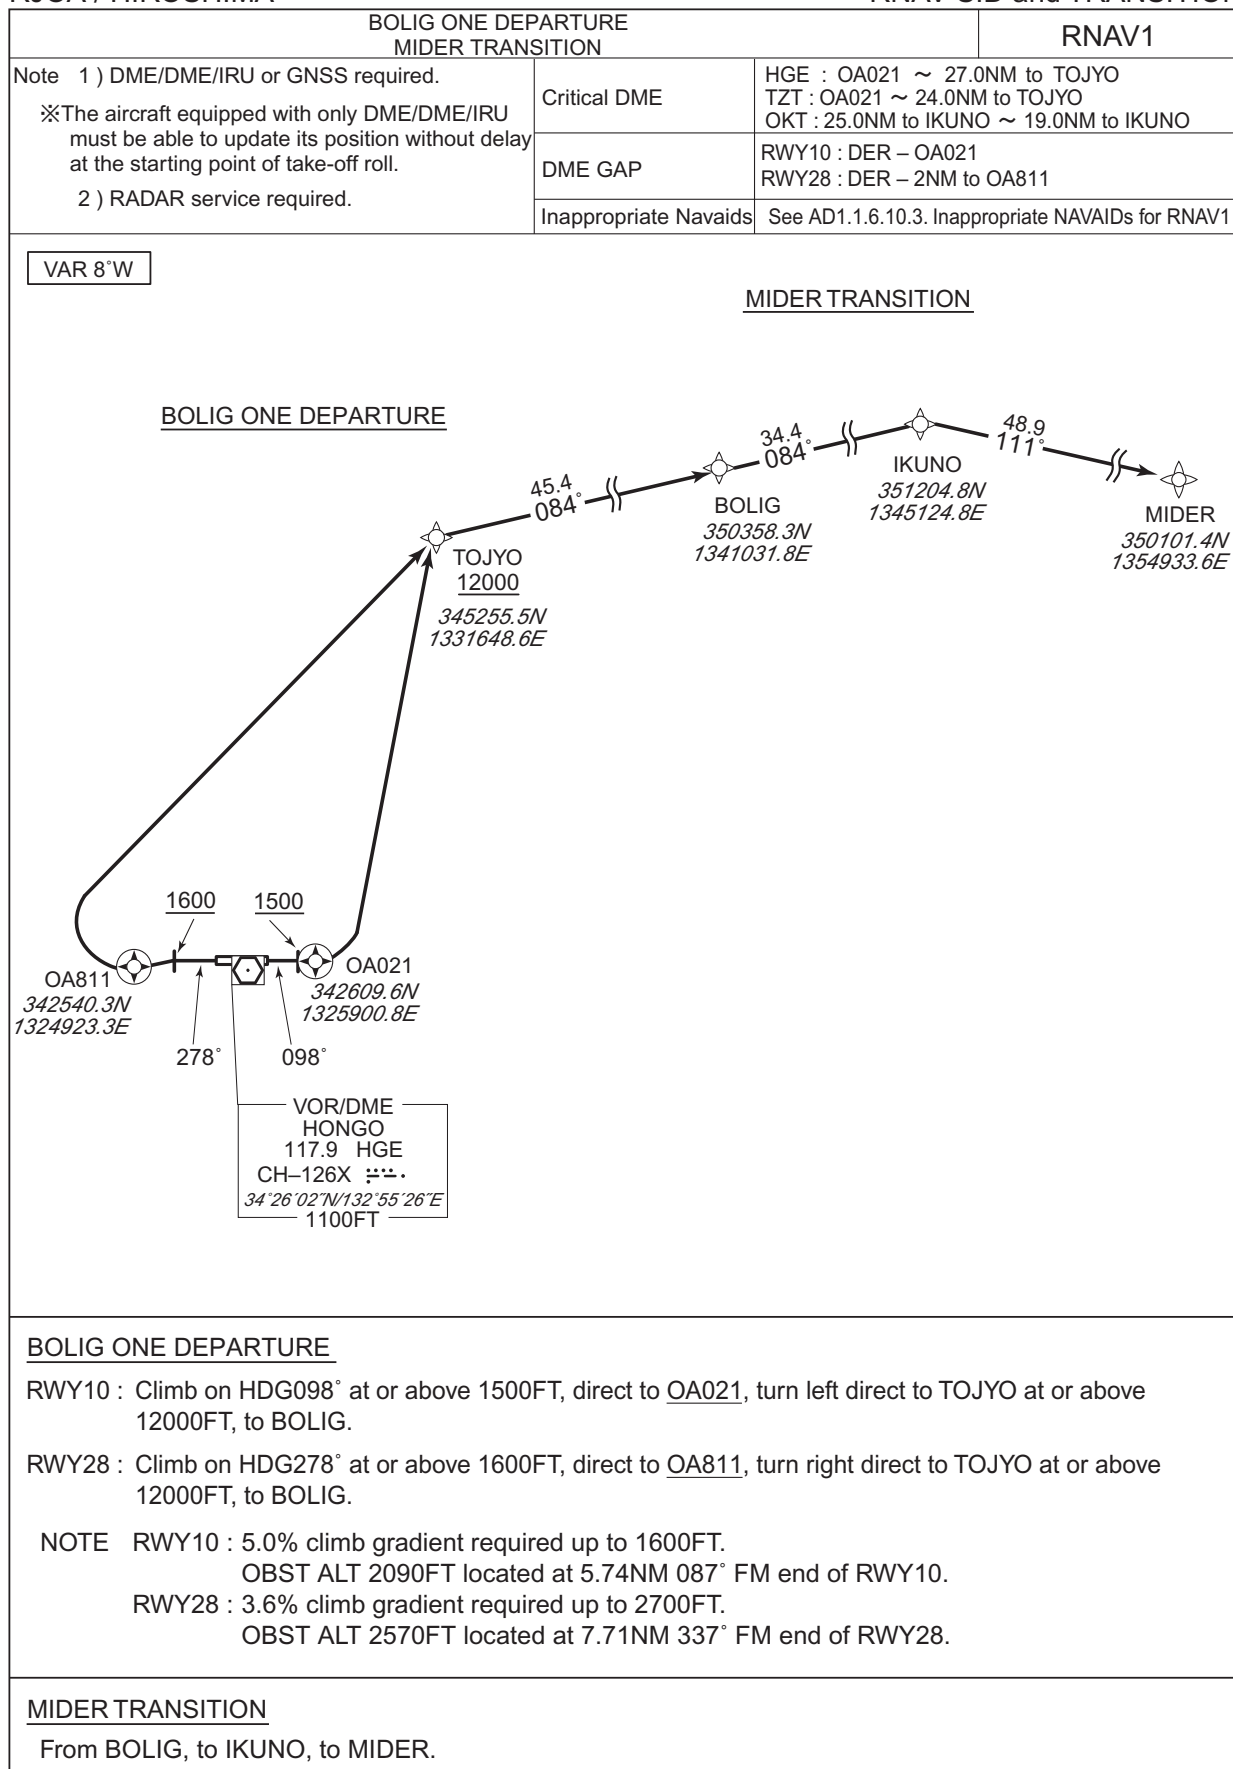 BOLIG ONE DEPARTURE
MIDER TRANSITION
RNAV1
Note 1 ) DME/DME/IRU or GNSS required.
※The aircraft equipped with only DME/DME/IRU
must be able to update its position without delay
at the starting point of take-off roll.
2 ) RADAR service required.
Critical DME
HGE : OA021 ～ 27.0NM to TOJYO
TZT : OA021 ～ 24.0NM to TOJYO
OKT : 25.0NM to IKUNO ～ 19.0NM to IKUNO
DME GAP
RWY10 : DER – OA021
RWY28 : DER – 2NM to OA811
Inappropriate Navaids
See AD1.1.6.10.3. Inappropriate NAVAIDs for RNAV1
VAR 8˚W
MIDER TRANSITION
BOLIG ONE DEPARTURE
45.4
084˚
34.4
084˚
48.9
111˚
IKUNO
351204.8N
1345124.8E
BOLIG
350358.3N
1341031.8E
MIDER
350101.4N
1354933.6E
TOJYO
12000
345255.5N
1331648.6E
1600
1500
OA811
342540.3N
1324923.3E
OA021
342609.6N
1325900.8E
278˚
098˚
VOR/DME
HONGO
117.9 HGE
CH–126X
34˚26´02˝N/132˚55´26˝E
1100FT
BOLIG ONE DEPARTURE
RWY10 : Climb on HDG098˚ at or above 1500FT, direct to OA021, turn left direct to TOJYO at or above
12000FT, to BOLIG.
RWY28 : Climb on HDG278˚ at or above 1600FT, direct to OA811, turn right direct to TOJYO at or above
12000FT, to BOLIG.
NOTE RWY10 : 5.0% climb gradient required up to 1600FT.
OBST ALT 2090FT located at 5.74NM 087˚ FM end of RWY10.
RWY28 : 3.6% climb gradient required up to 2700FT.
OBST ALT 2570FT located at 7.71NM 337˚ FM end of RWY28.
MIDER TRANSITION
From BOLIG, to IKUNO, to MIDER.